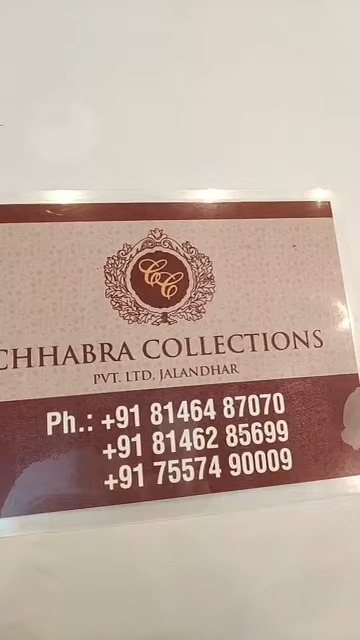 CC
CHHABRA COLLECTIONS
PVT. LTD, JALANDHAR
Ph.: +91 81464 87070
+91 81462 85699
+91 75574 90009